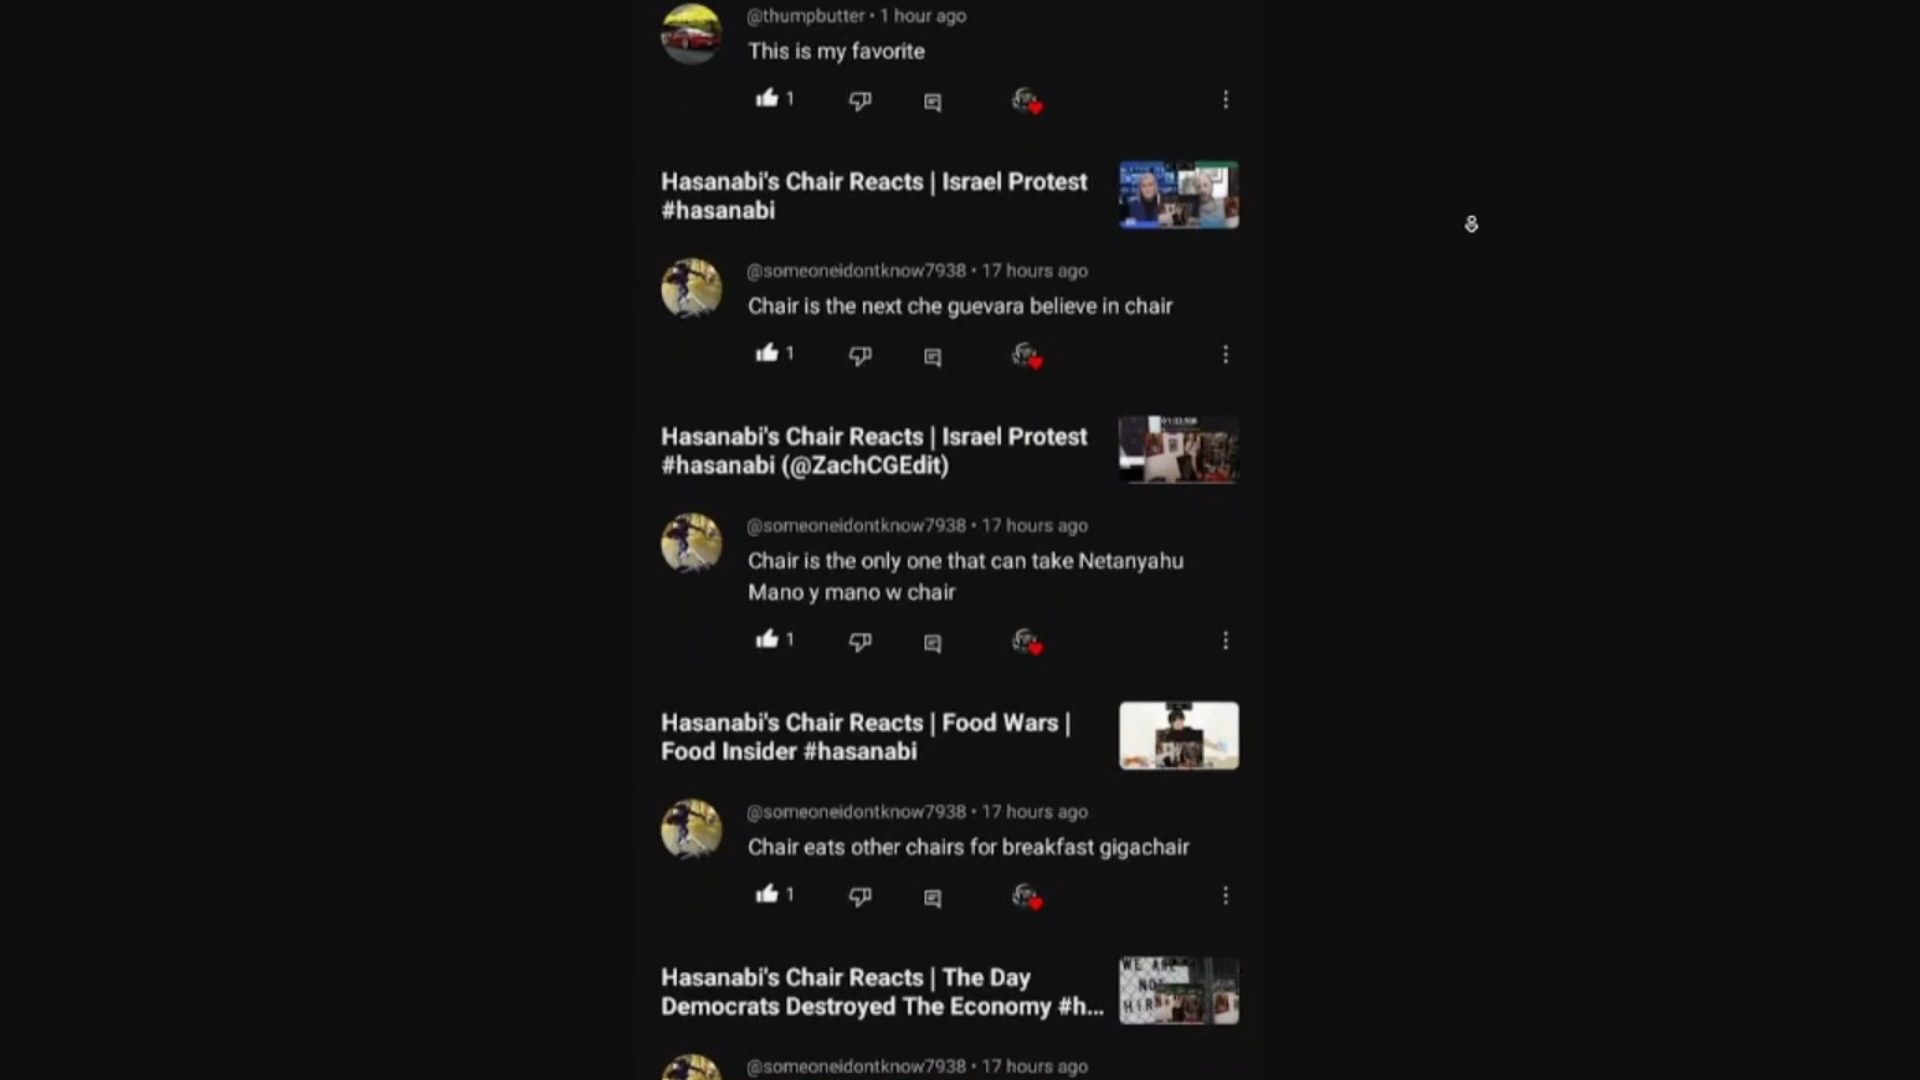 @thumpbutter • 1 hour ago
This is my favorite
1
Hasanabi's Chair Reacts | Israel Protest
#hasanabi
@someoneidontknow7938 • 17 hours ago
Chair is the next che guevara believe in chair
1
Hasanabi's Chair Reacts | Israel Protest
#hasanabi (@ZachCGEdit)
@someoneidontknow7938 • 17 hours ago
Chair is the only one that can take Netanyahu
Mano y mano w chair
1
Hasanabi's Chair Reacts | Food Wars |
Food Insider #hasanabi
@someoneidontknow7938 • 17 hours ago
Chair eats other chairs for breakfast gigachair
1
Hasanabi's Chair Reacts | The Day
Democrats Destroyed The Economy #h...
@someoneidontknow7938 • 17 hours ago